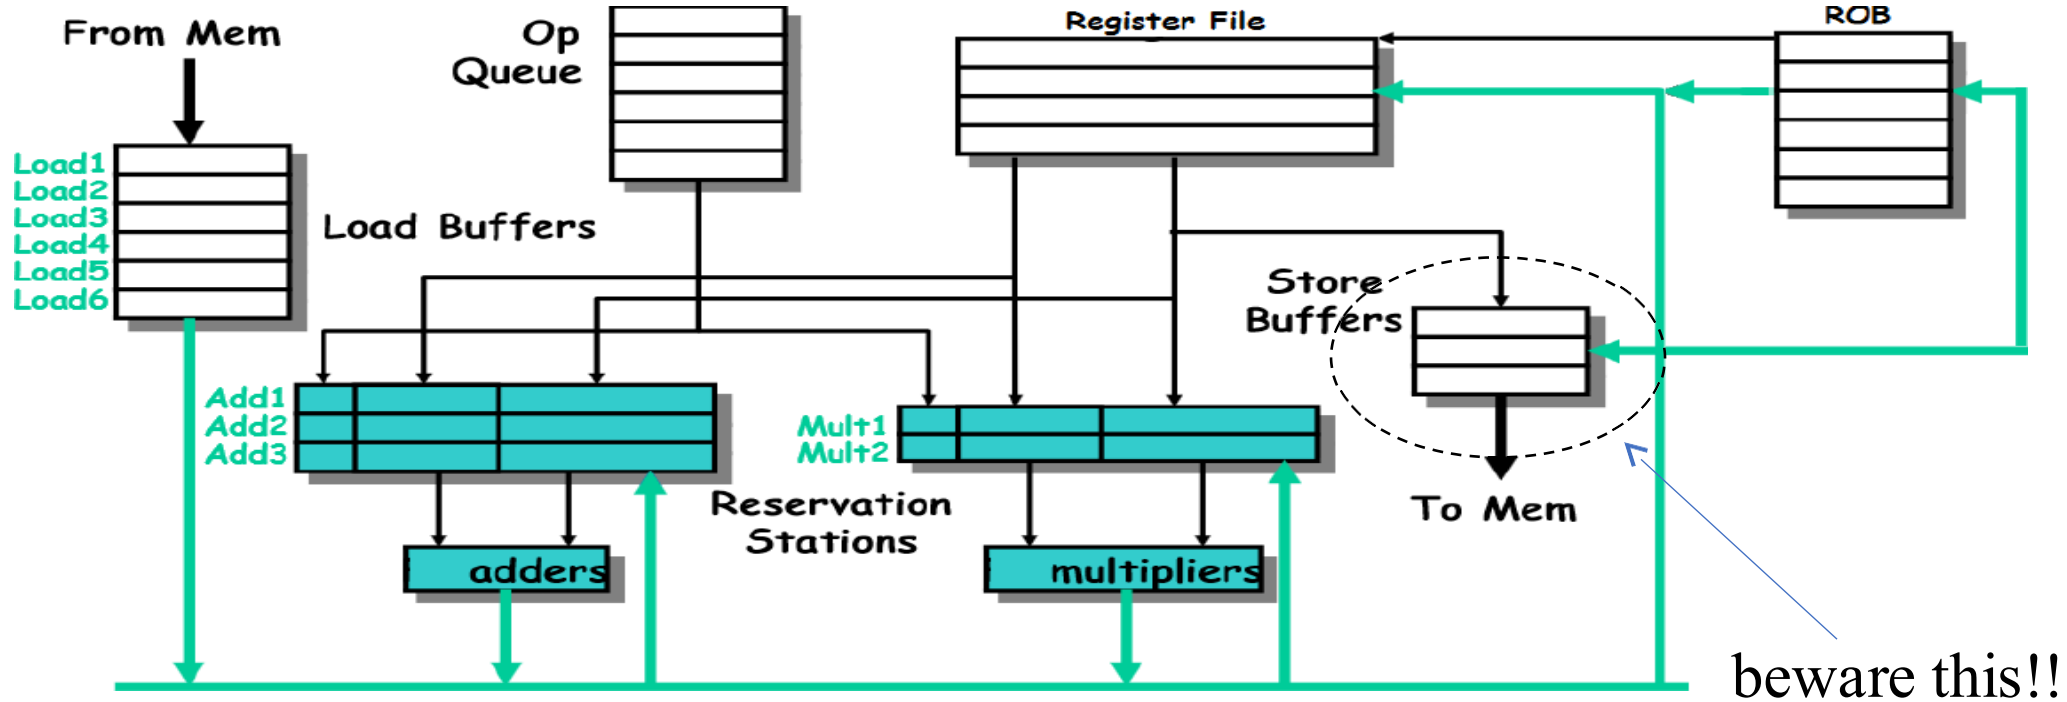 From Mem
Op
Queue
Register File
ROB
Load1
Load2
Load3
Load4
Load5
Load6
Load Buffers
Store
Buffers
Add1
Add2
Add3
Mult1
Mult2
Reservation
Stations
To Mem
adders
multipliers
beware this!!